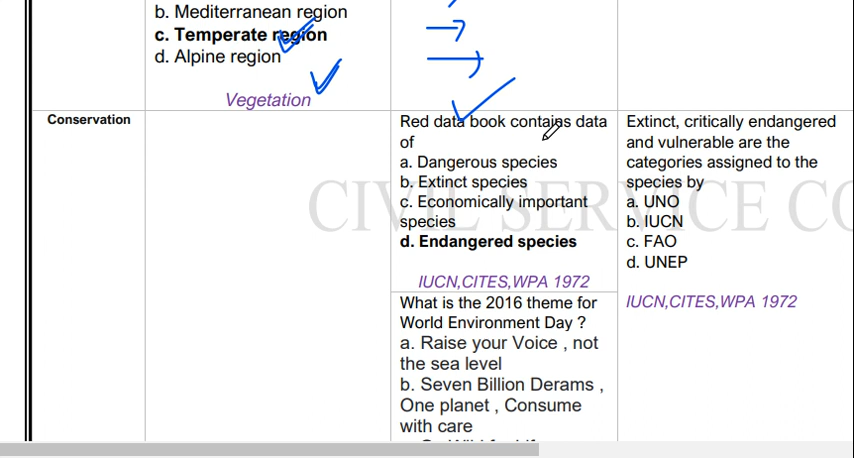 b. Mediterranean region
c. Temperate region
d. Alpine region
Vegetation
Conservation
Red data book contains data
of
a. Dangerous species
b. Extinct species
c. Economically important
species
d. Endangered species
IUCN,CITES,WPA 1972
What is the 2016 theme for
World Environment Day ?
a. Raise your Voice , not
the sea level
b. Seven Billion Derams ,
One planet , Consume
with care
Extinct, critically endangered
and vulnerable are the
categories assigned to the
species by
a. UNO
b. IUCN
c. FAO
d. UNEP
IUCN,CITES,WPA 1972
CIVIL SERVICE CO